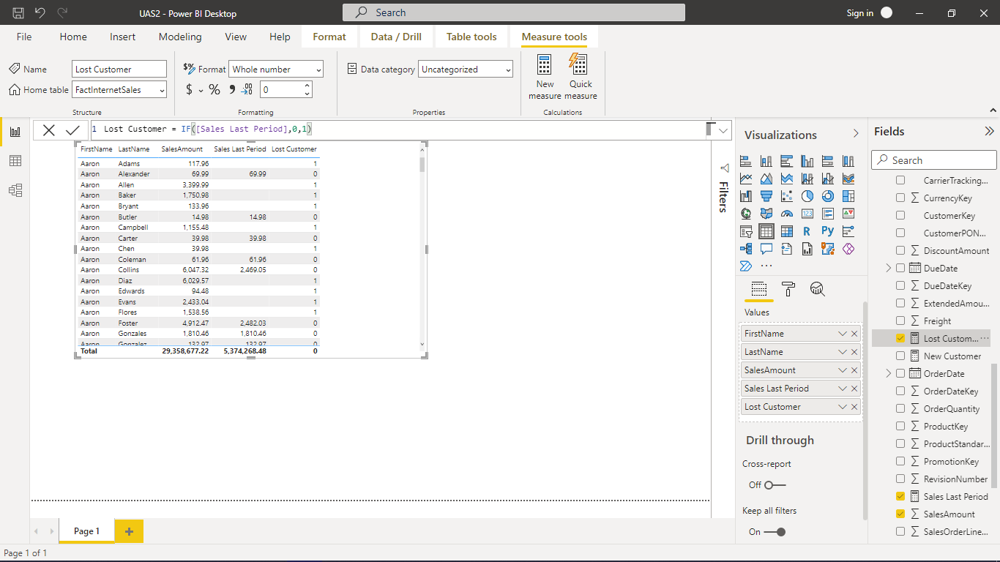 UAS2 - Power BI Desktop
Search
Sign in
File Home Insert Modeling View Help Format Data / Drill Table tools Measure tools
Name Lost Customer
Home table FactInternetSales
Structure
Format Whole number
$ % 0
Formatting
Data category Uncategorized
Properties
New measure
Quick measure
Calculations
1 Lost Customer = IF([Sales Last Period],0,1)
FirstName LastName SalesAmount Sales Last Period Lost Customer
Aaron Adams 117.96 1
Aaron Alexander 69.99 69.99 0
Aaron Allen 3,399.99 1
Aaron Baker 1,750.98 1
Aaron Bryant 133.96 1
Aaron Butler 14.98 14.98 0
Aaron Campbell 1,155.48 1
Aaron Carter 39.98 39.98 0
Aaron Chen 39.98 1
Aaron Coleman 61.96 61.96 0
Aaron Collins 6,047.32 2,469.05 0
Aaron Diaz 6,029.57 1
Aaron Edwards 94.48 1
Aaron Evans 2,433.04 1
Aaron Flores 1,538.56 1
Aaron Foster 4,912.47 2,482.03 0
Aaron Gonzales 1,810.46 1,810.46 0
Aaron Gonzalez 132.97 132.97 0
Total 29,358,677.22 5,374,268.48 0
Filters
Visualizations
123
R Py
Values
FirstName
LastName
SalesAmount
Sales Last Period
Lost Customer
Drill through
Cross-report
Off
Keep all filters
On
Fields
Search
CarrierTracking...
CurrencyKey
CustomerKey
CustomerPON...
DiscountAmount
DueDate
DueDateKey
ExtendedAmou...
Freight
Lost Custom...
New Customer
OrderDate
OrderDateKey
OrderQuantity
ProductKey
ProductStandar...
PromotionKey
RevisionNumber
Sales Last Period
SalesAmount
SalesOrderLine...
Page 1
Page 1 of 1